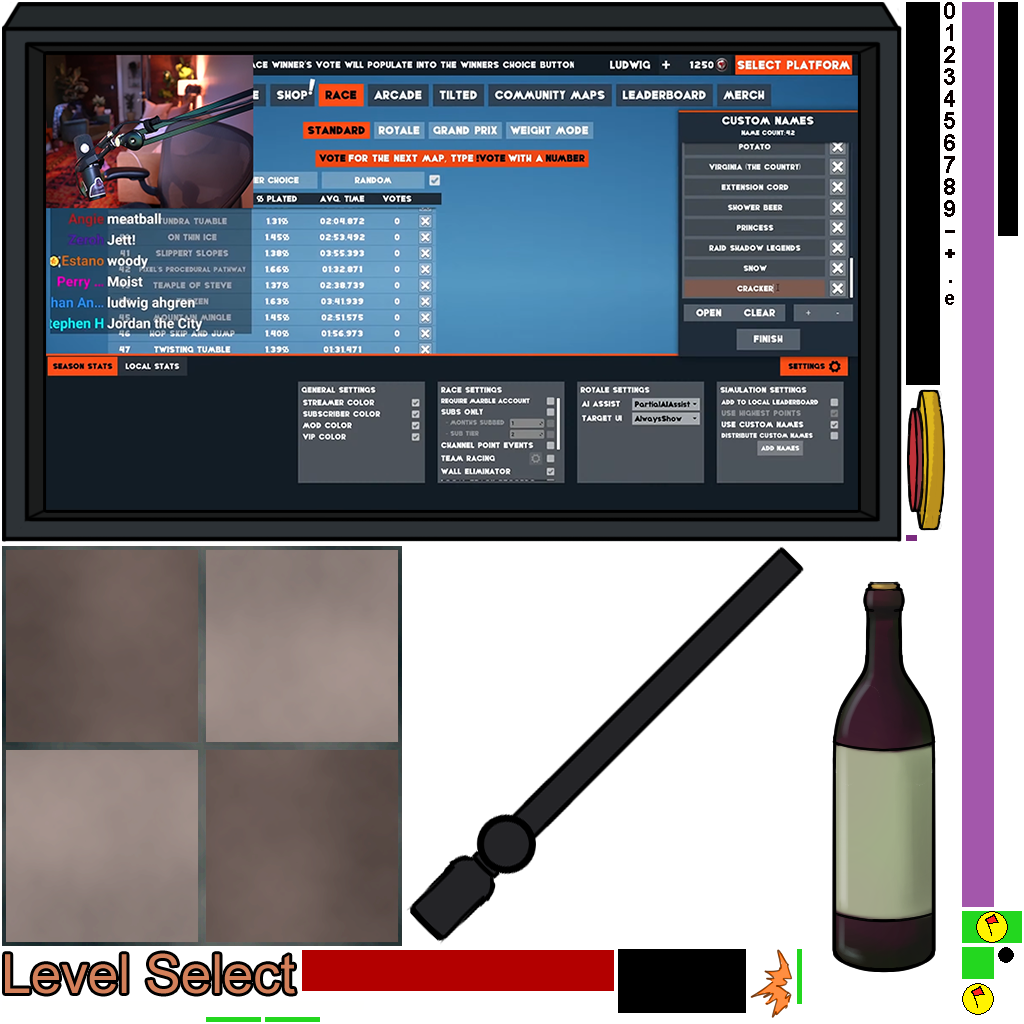 ACE WINNER'S VOTE WILL POPULATE INTO THE WINNERS CHOICE BUTTON
LUDWIG + 1250 SELECT PLATFORM
E SHOP! RACE ARCADE TILTED COMMUNITY MAPS LEADERBOARD MERCH
STANDARD ROYALE GRAND PRIX WEIGHT MODE
VOTE FOR THE NEXT MAP, TYPE !VOTE WITH A NUMBER
ER CHOICE RANDOM
% PLAYED AVG. TIME VOTES
UNDRA TUMBLE 1.31% 02:04.872 0
ON THIN ICE 1.45% 02:53.492 0
41 SLIPPERY SLOPES 1.38% 03:55.393 0
42 PIXEL'S PROCEDURAL PATHWAY 1.66% 01:32.871 0
TEMPLE OF STEVE 1.37% 02:38.739 0
1.63% 03:41.939 0
MOUNTAIN MINGLE 1.45% 02:51.575 0
46 HOP SKIP AND JUMP 1.40% 01:56.973 0
47 TWISTING TUMBLE 1.39% 01:31.471 0
Angie meatball
Jett!
Estano woody
Perry ... Moist
han An... ludwig ahgren
tephen H Jordan the City
CUSTOM NAMES
NAME COUNT:42
POTATO
VIRGINIA (THE COUNTRY)
EXTENSION CORD
SHOWER BEER
PRINCESS
RAID SHADOW LEGENDS
SNOW
CRACKER
OPEN CLEAR + -
FINISH
SEASON STATS LOCAL STATS SETTINGS
GENERAL SETTINGS
STREAMER COLOR
SUBSCRIBER COLOR
MOD COLOR
VIP COLOR
RACE SETTINGS
REQUIRE MARBLE ACCOUNT
SUBS ONLY
- MONTHS SUBBED 1
- SUB TIER
CHANNEL POINT EVENTS
TEAM RACING
WALL ELIMINATOR
ROYALE SETTINGS
AI ASSIST PartialAIAssist
TARGET UI AlwaysShow
SIMULATION SETTINGS
ADD TO LOCAL LEADERBOARD
USE HIGHEST POINTS
USE CUSTOM NAMES
DISTRIBUTE CUSTOM NAMES
ADD NAMES
0
1
2
3
4
5
6
7
8
9
-
+
.
e
Level Select